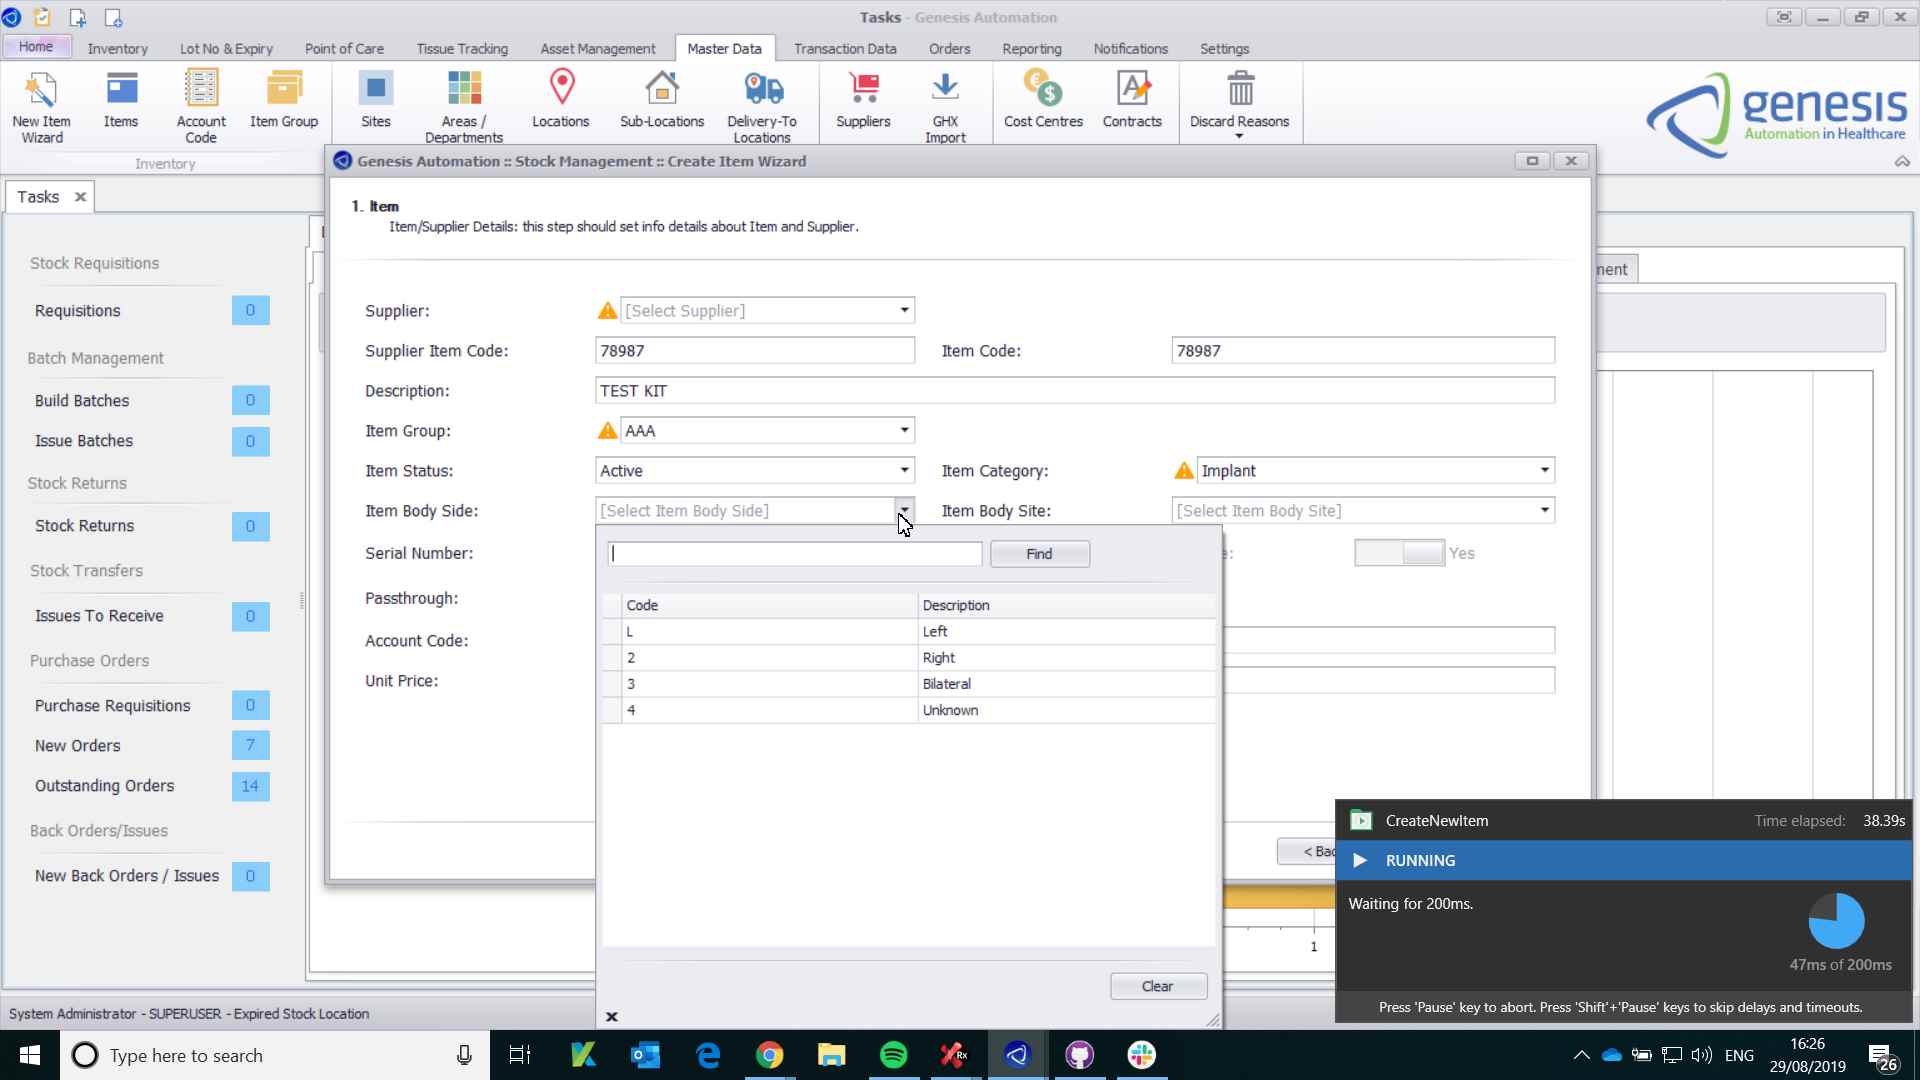 Tasks - Genesis Automation
Home
Inventory
Lot No & Expiry
Point of Care
Tissue Tracking
Asset Management
Master Data
Transaction Data
Orders
Reporting
Notifications
Settings
New Item
Wizard
Items
Account
Code
Item Group
Sites
Areas /
Departments
Locations
Sub-Locations
Delivery-To
Locations
Suppliers
GHX
Import
Cost Centres
Contracts
Discard Reasons
Inventory
genesis
Automation in Healthcare
Genesis Automation :: Stock Management :: Create Item Wizard
Tasks
Stock Requisitions
Requisitions 0
Batch Management
Build Batches 0
Issue Batches 0
Stock Returns
Stock Returns 0
Stock Transfers
Issues To Receive 0
Purchase Orders
Purchase Requisitions 0
New Orders 7
Outstanding Orders 14
Back Orders/Issues
New Back Orders / Issues 0
1. Item
Item/Supplier Details: this step should set info details about Item and Supplier.
Supplier: [Select Supplier]
Supplier Item Code: 78987 Item Code: 78987
Description: TEST KIT
Item Group: AAA
Item Status: Active Item Category: Implant
Item Body Side: [Select Item Body Side] Item Body Site: [Select Item Body Site]
Serial Number: Yes
Passthrough:
Account Code:
Unit Price:
Find
Code Description
L Left
2 Right
3 Bilateral
4 Unknown
Clear
1
CreateNewItem Time elapsed: 38.39s
RUNNING
Waiting for 200ms.
47ms of 200ms
Press 'Pause' key to abort. Press 'Shift'+'Pause' keys to skip delays and timeouts.
System Administrator - SUPERUSER - Expired Stock Location
Type here to search
Rx
ENG
16:26
29/08/2019
26